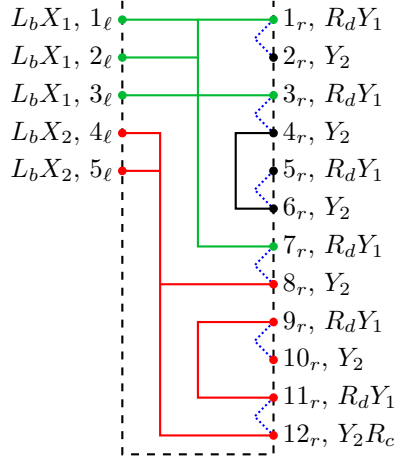 L_bX_1, 1_ℓ 1_r, R_dY_1
L_bX_1, 2_ℓ 2_r, Y_2
L_bX_1, 3_ℓ 3_r, R_dY_1
L_bX_2, 4_ℓ 4_r, Y_2
L_bX_2, 5_ℓ 5_r, R_dY_1
6_r, Y_2
7_r, R_dY_1
8_r, Y_2
9_r, R_dY_1
10_r, Y_2
11_r, R_dY_1
12_r, Y_2R_c